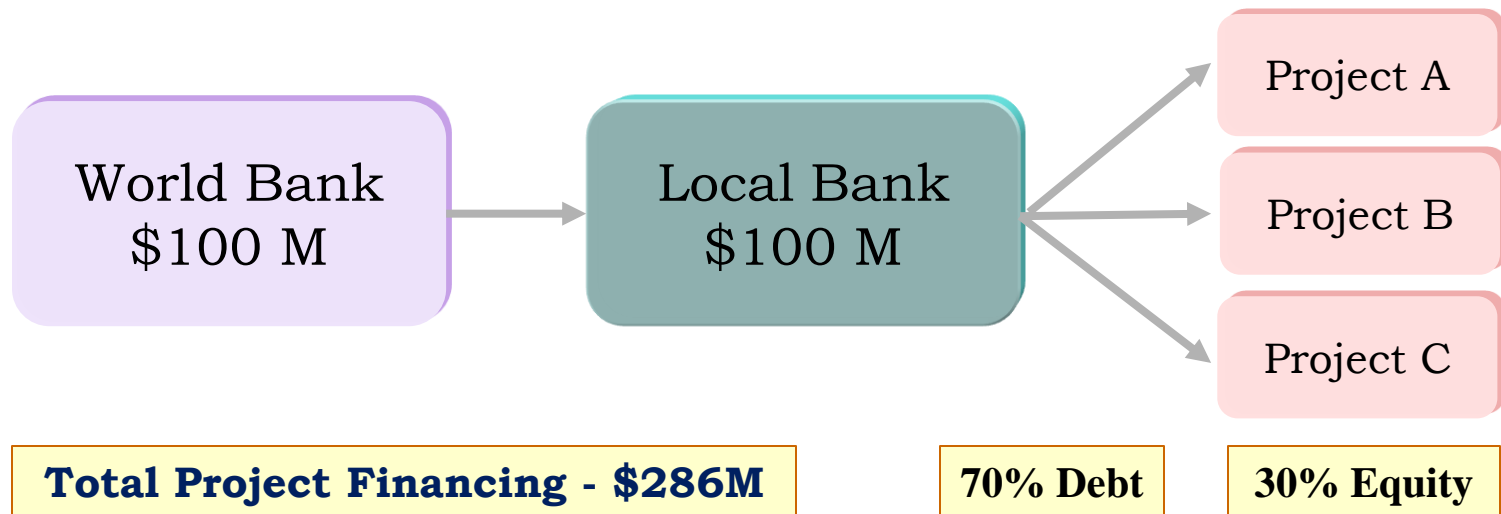 World Bank
$100 M
Local Bank
$100 M
Project A
Project B
Project C
Total Project Financing - $286M
70% Debt
30% Equity